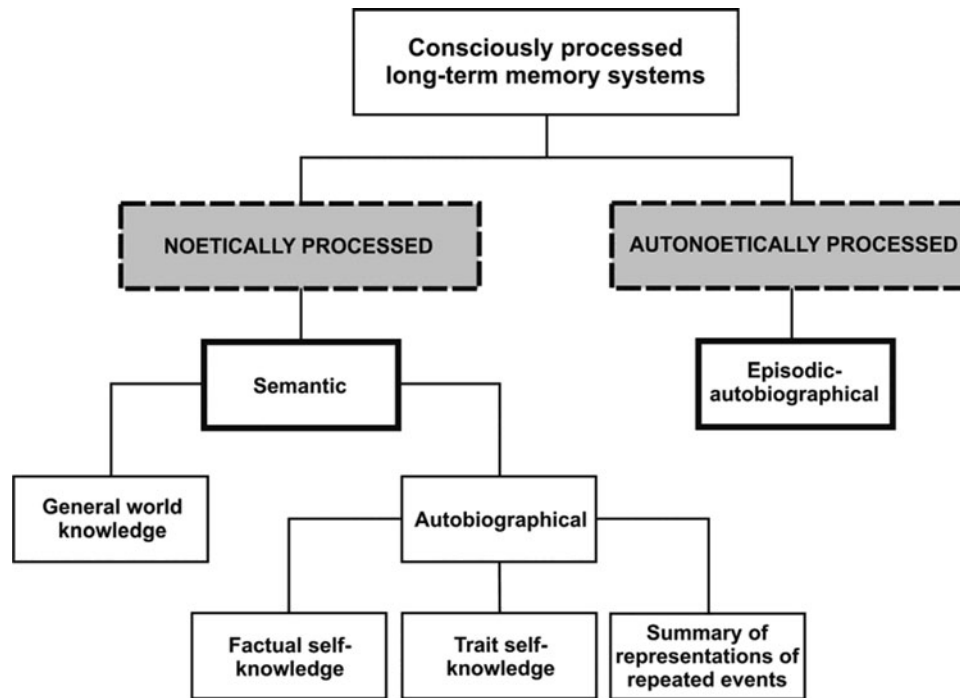 Consciously processed
long-term memory systems
NOETICALLY PROCESSED
AUTONOETICALLY PROCESSED
Semantic
Episodic-
autobiographical
General world
knowledge
Autobiographical
Factual self-
knowledge
Trait self-
knowledge
Summary of
representations of
repeated events